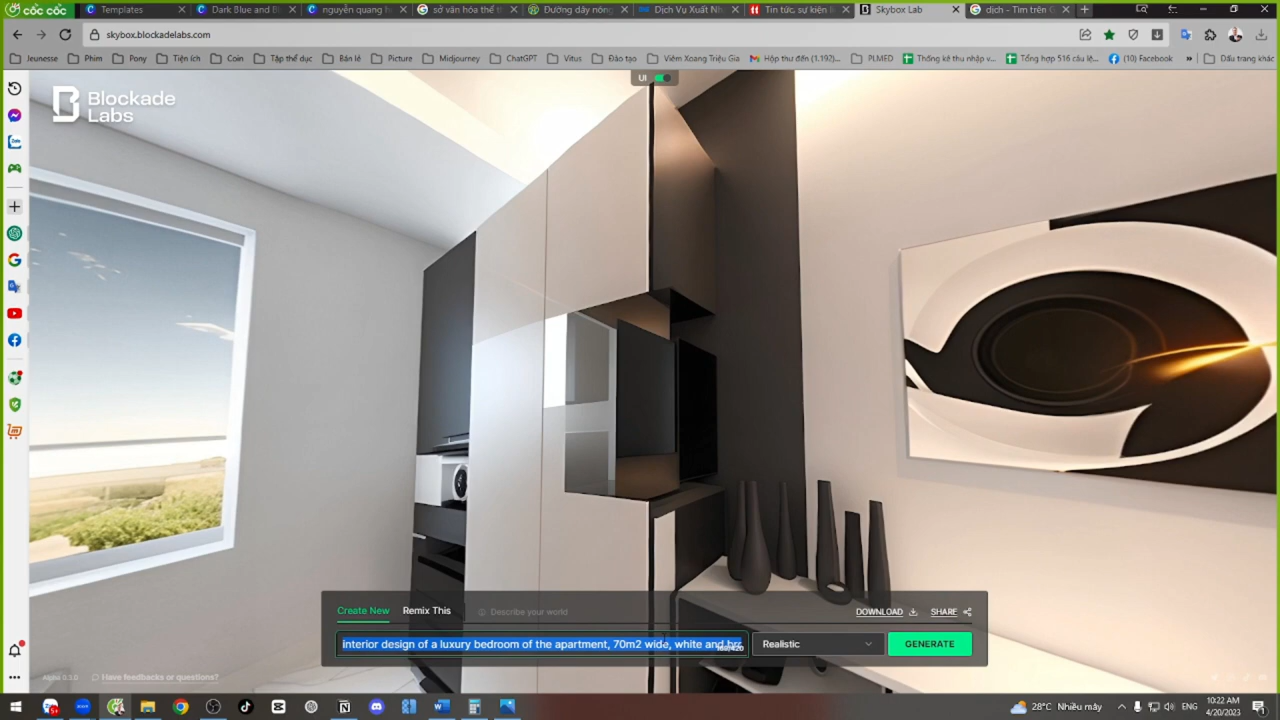 CỐC CỐC
Templates
Dark Blue and Bl
nguyễn quang h
sở văn hóa thể th
Đường dây nóng
Dịch Vụ Xuất Nh
Tin tức, sự kiện
Skybox Lab
dịch - Tìm trên G
skybox.blockadelabs.com
Jeunesse
Phim
Pony
Tiện ích
Coin
Tập thể dục
Bán lẻ
Picture
Midjourney
ChatGPT
Vitus
Đào tạo
Viêm Xoang Triệu Gia
Hộp thư đến (1.192)...
PLMED
Thống kê thu nhập v...
Tổng hợp 516 câu lệ...
(10) Facebook
»
Dấu trang khác
UI
Blockade
Labs
Create New
Remix This
Describe your world
DOWNLOAD
SHARE
interior design of a luxury bedroom of the apartment, 70m2 wide, white and
Realistic
GENERATE
Have feedbacks or questions?
28°C Nhiều mây
ENG
10:22 AM
4/20/2023